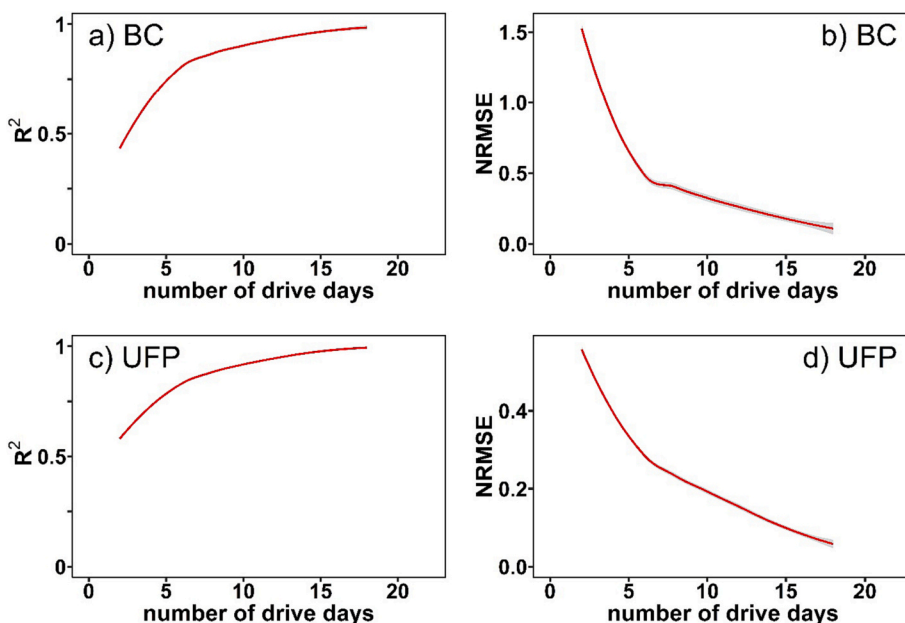 a) BC
1
0.5
0
R²
0 5 10 15 20
number of drive days
b) BC
1.5
1.0
0.5
0.0
NRMSE
0 5 10 15 20
number of drive days
c) UFP
1
0.5
0
R²
0 5 10 15 20
number of drive days
d) UFP
0.4
0.2
0.0
NRMSE
0 5 10 15 20
number of drive days